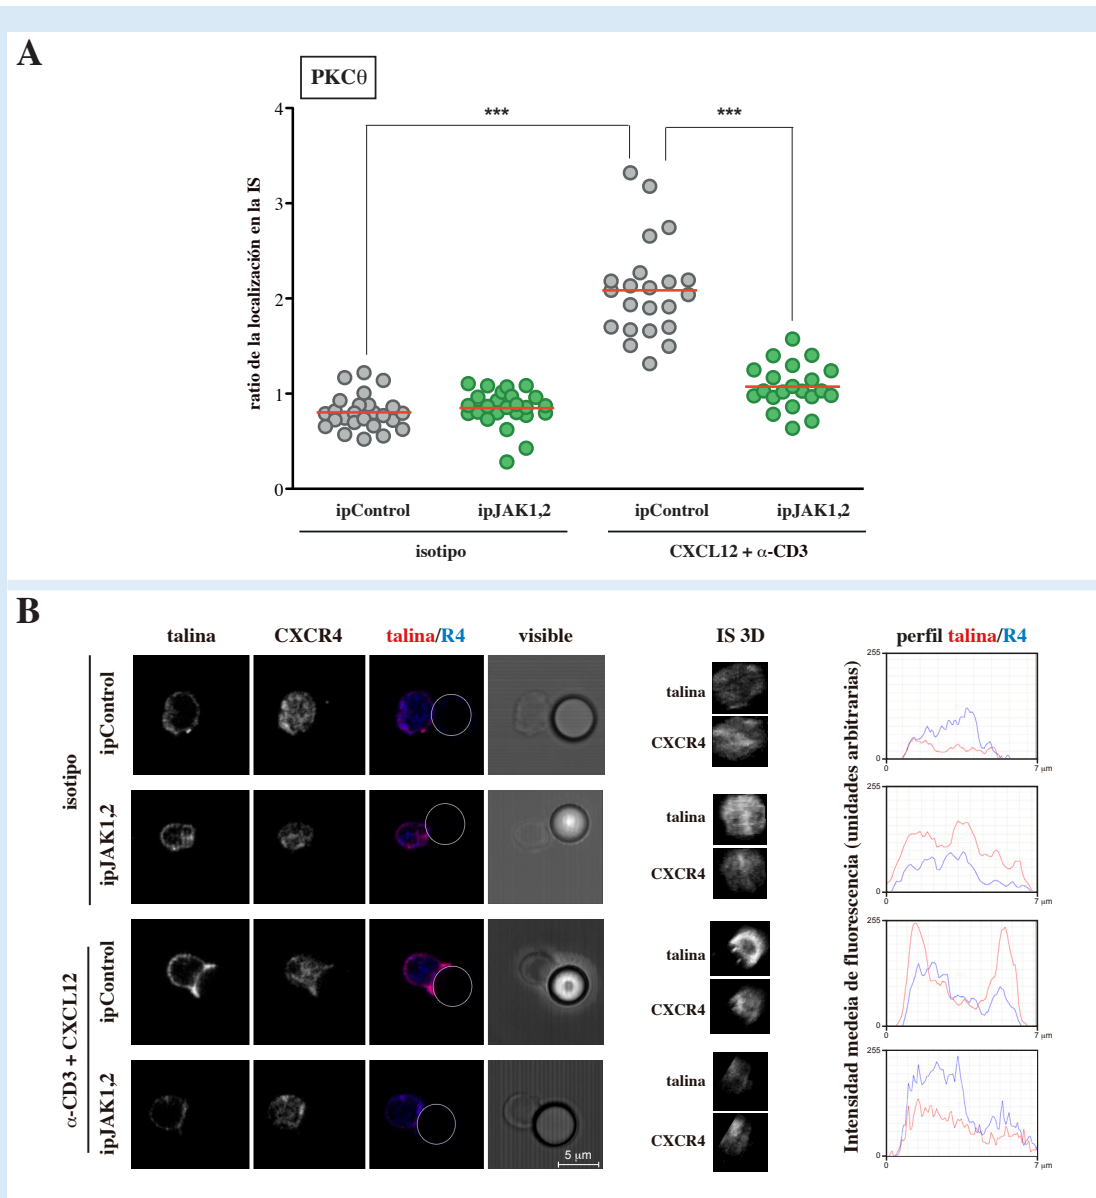 A
PKCθ
ratio de la localización en la IS
4
3
2
1
0
*** ***
ipControl ipJAK1,2 ipControl ipJAK1,2
isotipo CXCL12 + α-CD3
B
talina CXCR4 talina/R4 visible IS 3D perfil talina/R4
isotipo
ipControl
ipJAK1,2
α-CD3 + CXCL12
ipControl
ipJAK1,2
talina
CXCR4
talina
CXCR4
talina
CXCR4
talina
CXCR4
5 μm
Intensidad medeia de fluorescencia (unidades arbitrarias)
255
0
0 7 μm
255
0
0 7 μm
255
0
0 7 μm
255
0
0 7 μm